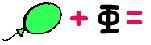 + Ф =